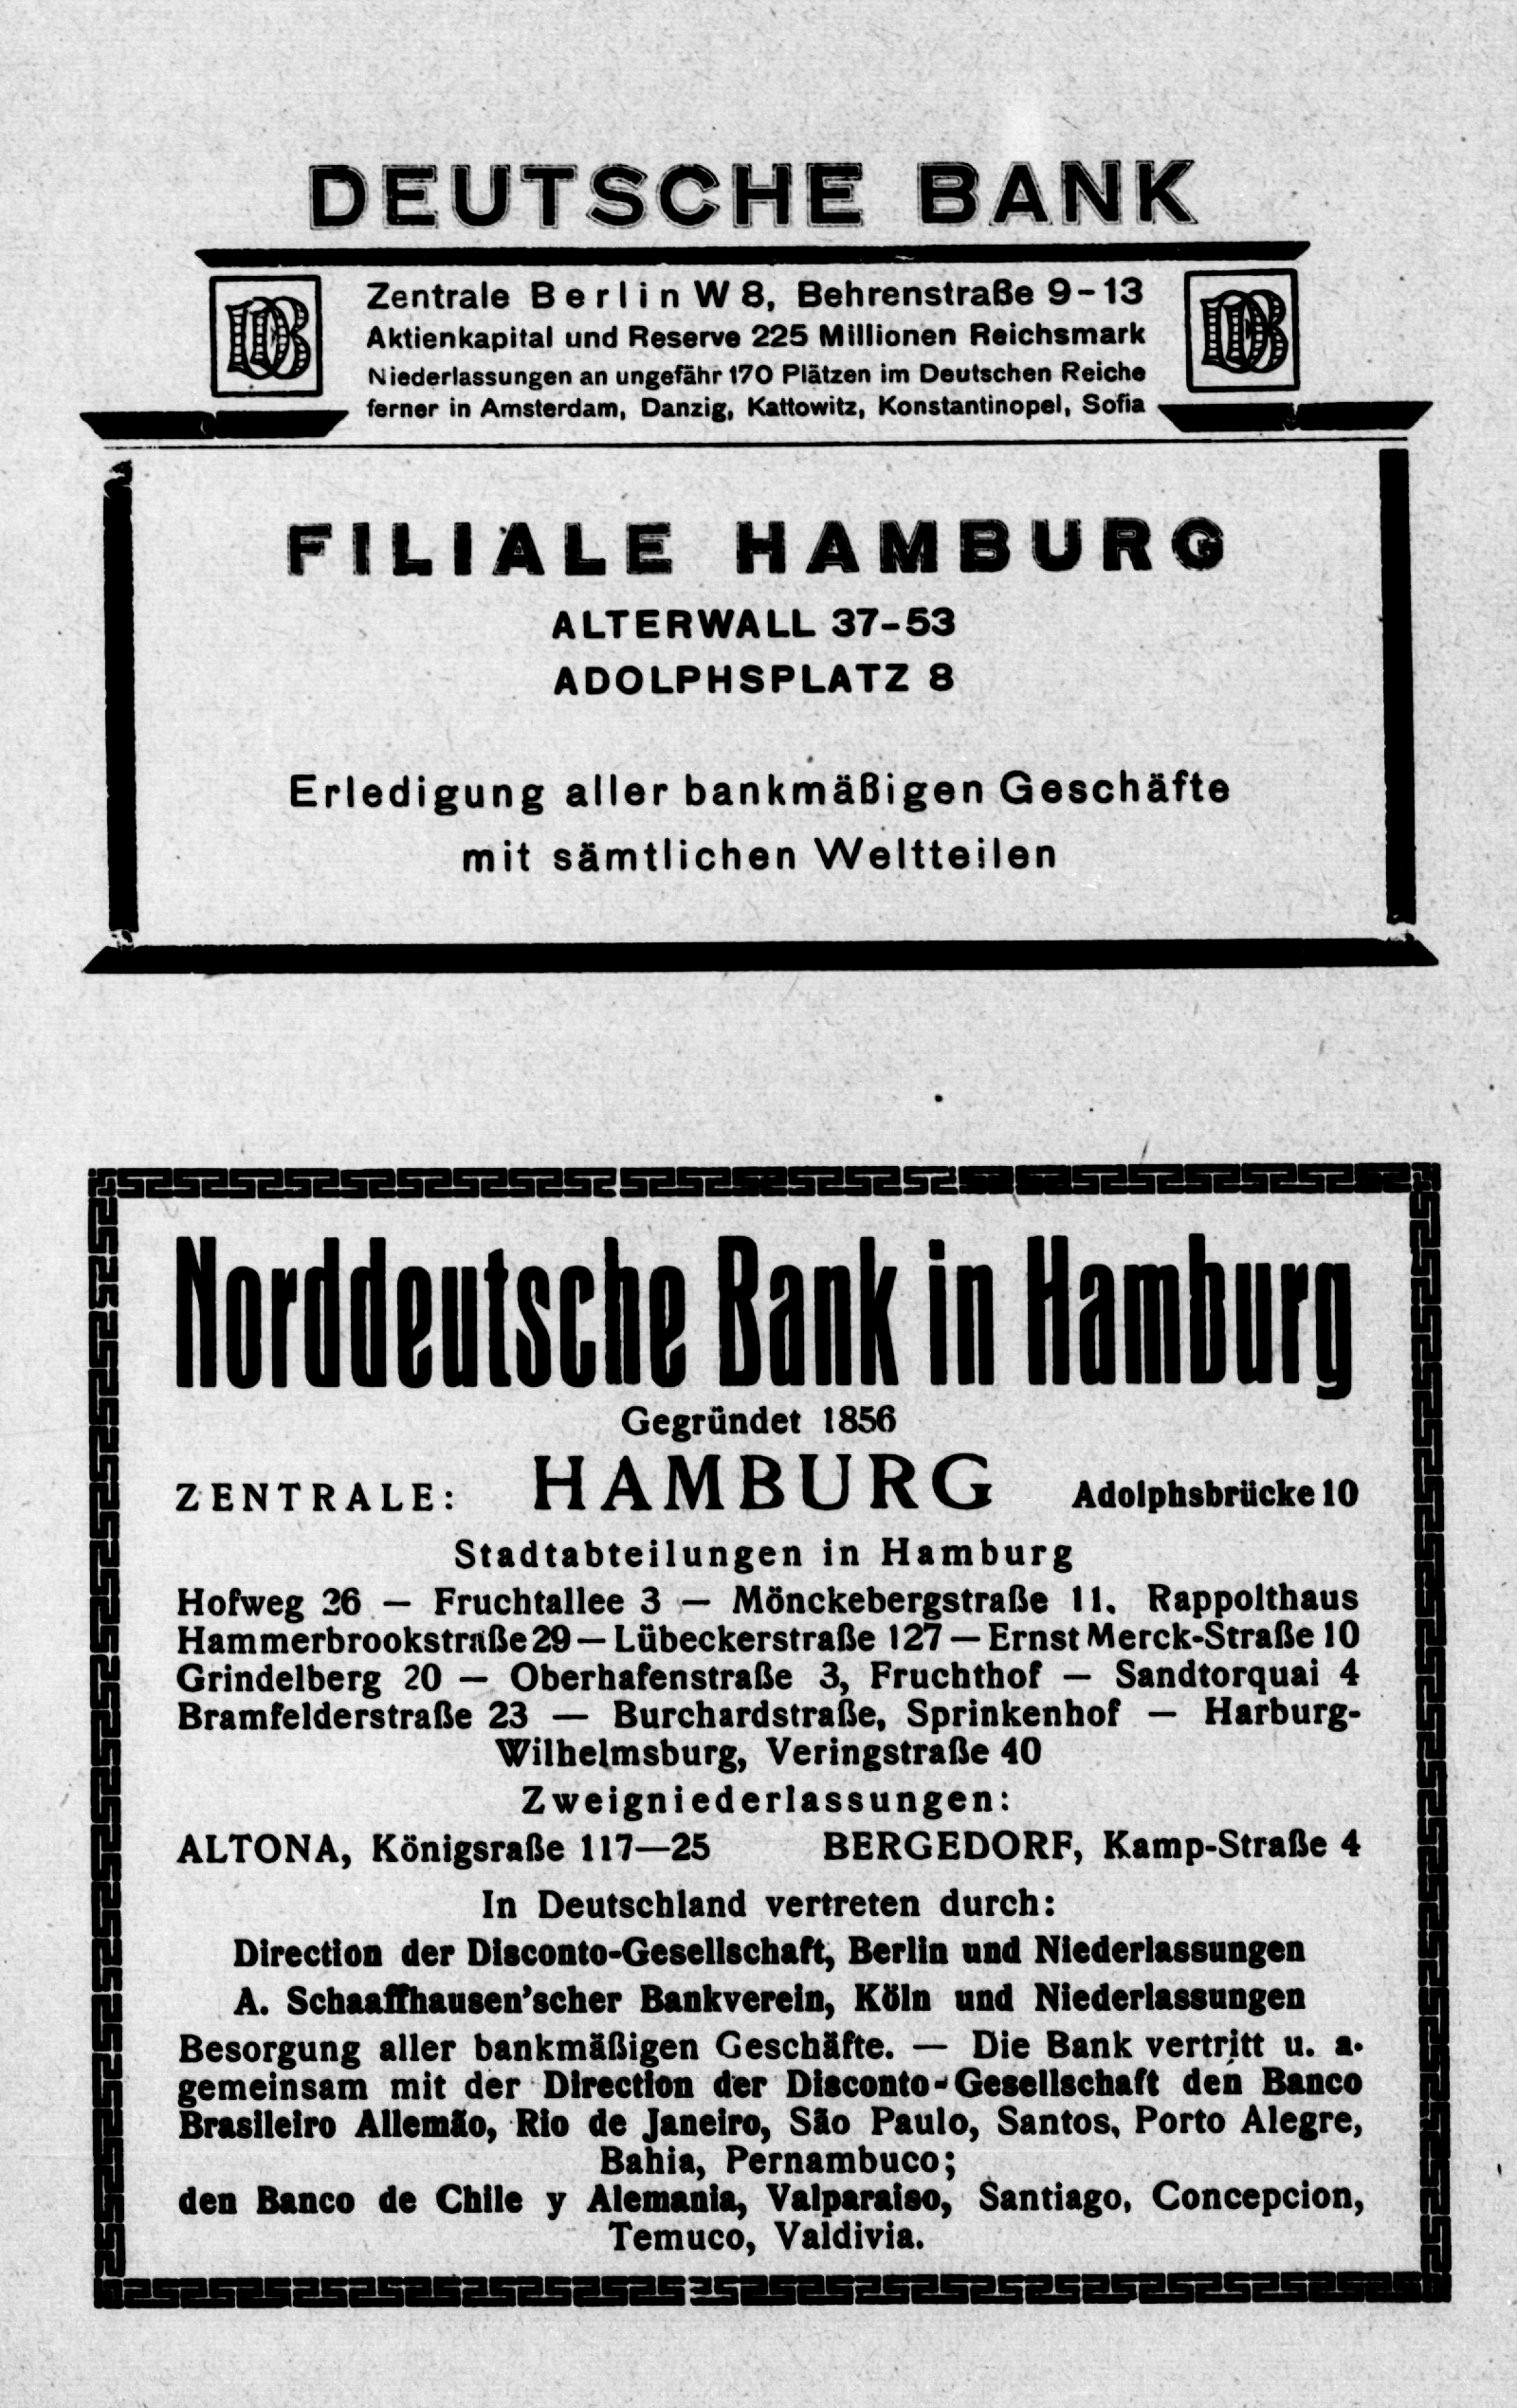 DEUTSCHE BANK
DB
Zentrale Berlin W 8, Behrenstraße 9-13
DB
Aktienkapital und Reserve 225 Millionen Reichsmark
Niederlassungen an ungefähr 170 Plätzen im Deutschen Reiche
ferner in Amsterdam, Danzig, Kattowitz, Konstantinopel, Sofia
FILIALE HAMBURG
ALTERWALL 37-53
ADOLPHSPLATZ 8
Erledigung aller bankmäßigen Geschäfte
mit sämtlichen Weltteilen
Norddeutsche Bank in Hamburg
Gegründet 1856
ZENTRALE: HAMBURG Adolphsbrücke 10
Stadtabteilungen in Hamburg
Hofweg 26 — Fruchtallee 3 — Mönckebergstraße 11. Rappolthaus
Hammerbrookstraße 29 — Lübeckerstraße 127 — Ernst Merck-Straße 10
Grindelberg 20 — Oberhafenstraße 3, Fruchthof — Sandtorquai 4
Bramfelderstraße 23 — Burchardstraße, Sprinkenhof — Harburg-
Wilhelmsburg, Veringstraße 40
Zweigniederlassungen:
ALTONA, Königsraße 117—25 BERGEDORF, Kamp-Straße 4
In Deutschland vertreten durch:
Direction der Disconto-Gesellschaft, Berlin und Niederlassungen
A. Schaaffhausen'scher Bankverein, Köln und Niederlassungen
Besorgung aller bankmäßigen Geschäfte. — Die Bank vertritt u. a.
gemeinsam mit der Direction der Disconto-Gesellschaft den Banco
Brasileiro Allemão, Rio de Janeiro, São Paulo, Santos, Porto Alegre,
Bahia, Pernambuco;
den Banco de Chile y Alemania, Valparaiso, Santiago, Concepcion,
Temuco, Valdivia.